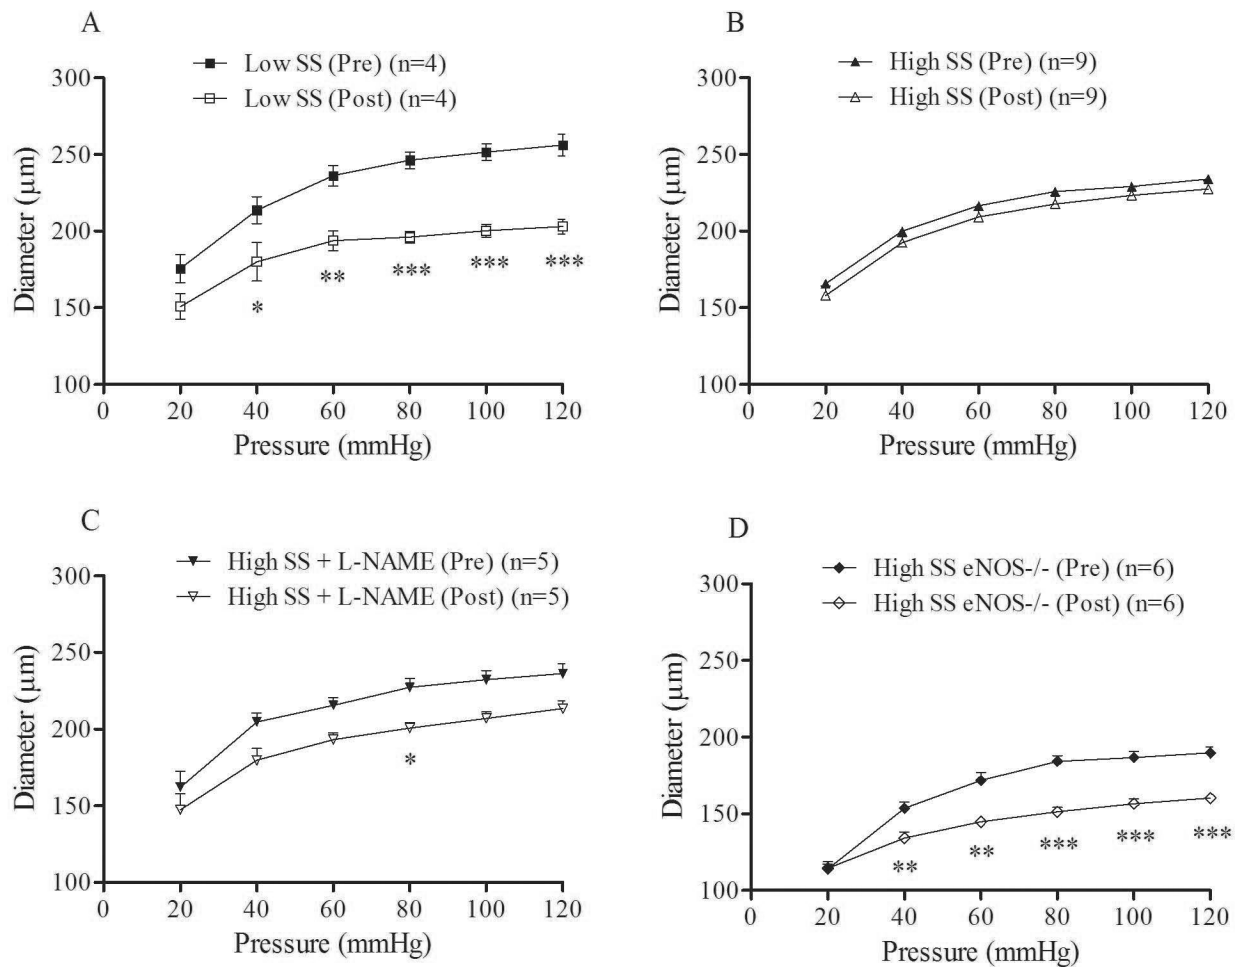 A
Low SS (Pre) (n=4)
Low SS (Post) (n=4)
300
250
200
150
100
Diameter (µm)
*
**
***
***
***
0
20
40
60
80
100
120
Pressure (mmHg)
B
High SS (Pre) (n=9)
High SS (Post) (n=9)
300
250
200
150
100
Diameter (µm)
0
20
40
60
80
100
120
Pressure (mmHg)
C
High SS + L-NAME (Pre) (n=5)
High SS + L-NAME (Post) (n=5)
300
250
200
150
100
Diameter (µm)
*
0
20
40
60
80
100
120
Pressure (mmHg)
D
High SS eNOS-/- (Pre) (n=6)
High SS eNOS-/- (Post) (n=6)
300
250
200
150
100
Diameter (µm)
**
**
***
***
***
0
20
40
60
80
100
120
Pressure (mmHg)